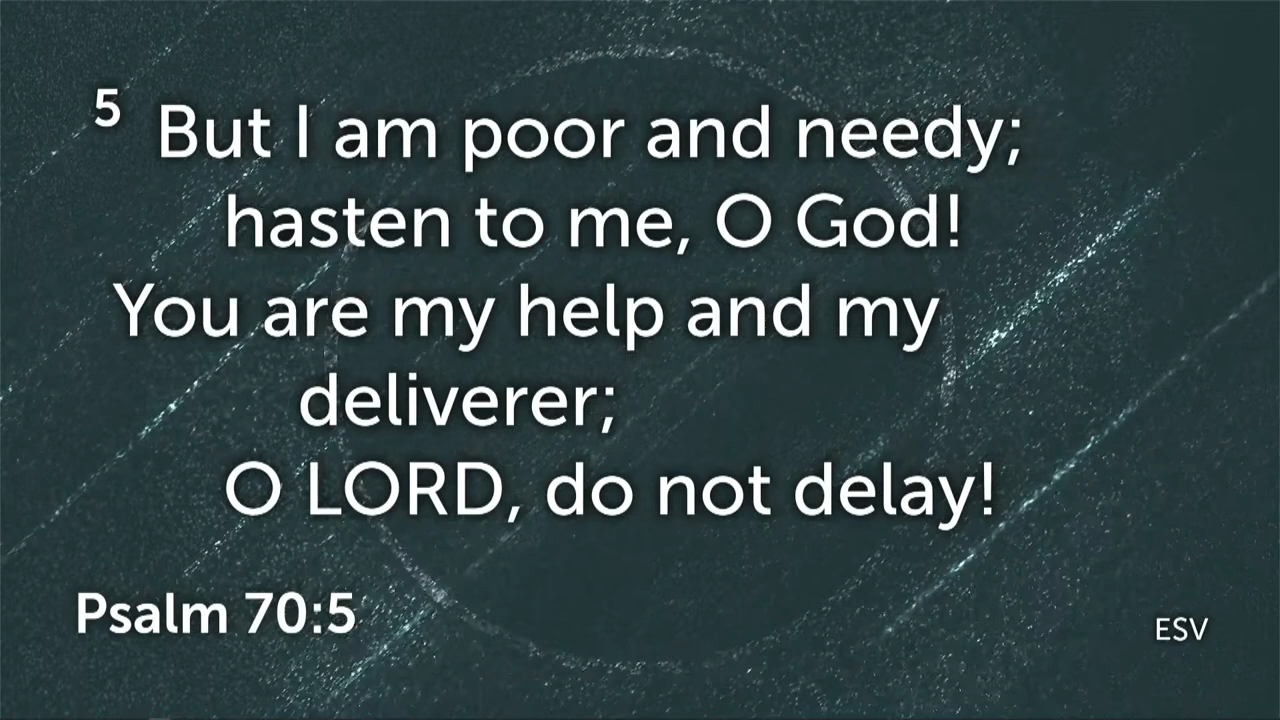 5 But I am poor and needy;
hasten to me, O God!
You are my help and my
deliverer;
O LORD, do not delay!
Psalm 70:5
ESV